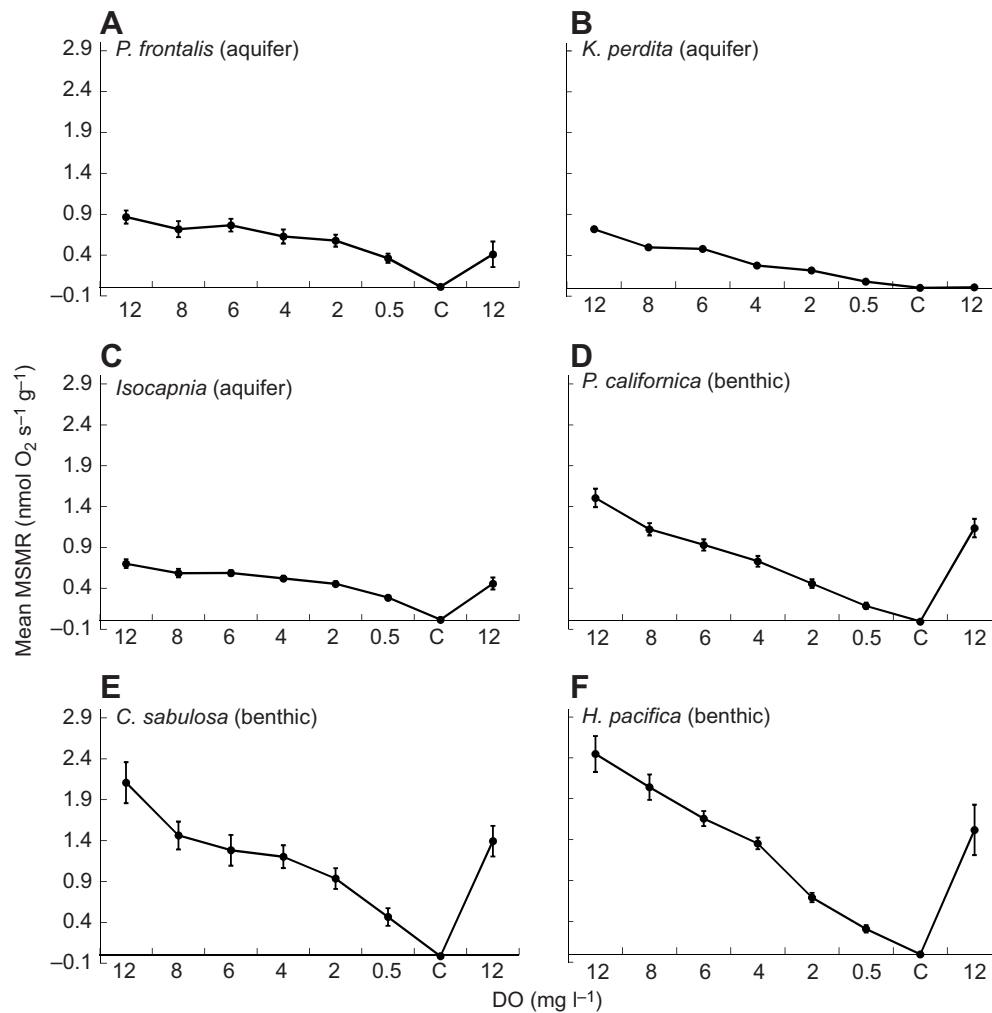 A
P. frontalis (aquifer)
2.9
2.4
1.9
1.4
0.9
0.4
–0.1
12 8 6 4 2 0.5 C 12
B
K. perdita (aquifer)
12 8 6 4 2 0.5 C 12
C
Isocapnia (aquifer)
2.9
2.4
1.9
1.4
0.9
0.4
–0.1
12 8 6 4 2 0.5 C 12
D
P. californica (benthic)
12 8 6 4 2 0.5 C 12
E
C. sabulosa (benthic)
2.9
2.4
1.9
1.4
0.9
0.4
–0.1
12 8 6 4 2 0.5 C 12
F
H. pacifica (benthic)
12 8 6 4 2 0.5 C 12
Mean MSMR (nmol O₂ s⁻¹ g⁻¹)
DO (mg l⁻¹)